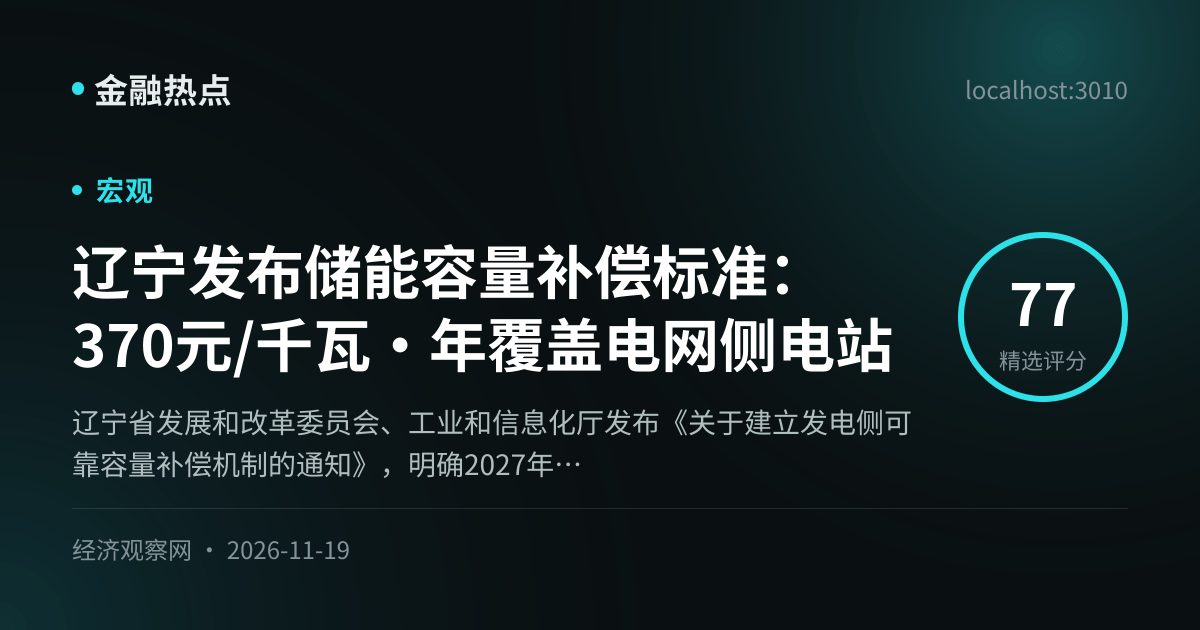 金融热点
localhost:3010
宏观
辽宁发布储能容量补偿标准：
370元/千瓦·年覆盖电网侧电站
77
精选评分
辽宁省发展和改革委员会、工业和信息化厅发布《关于建立发电侧可
靠容量补偿机制的通知》，明确2027年…
经济观察网 · 2026-11-19